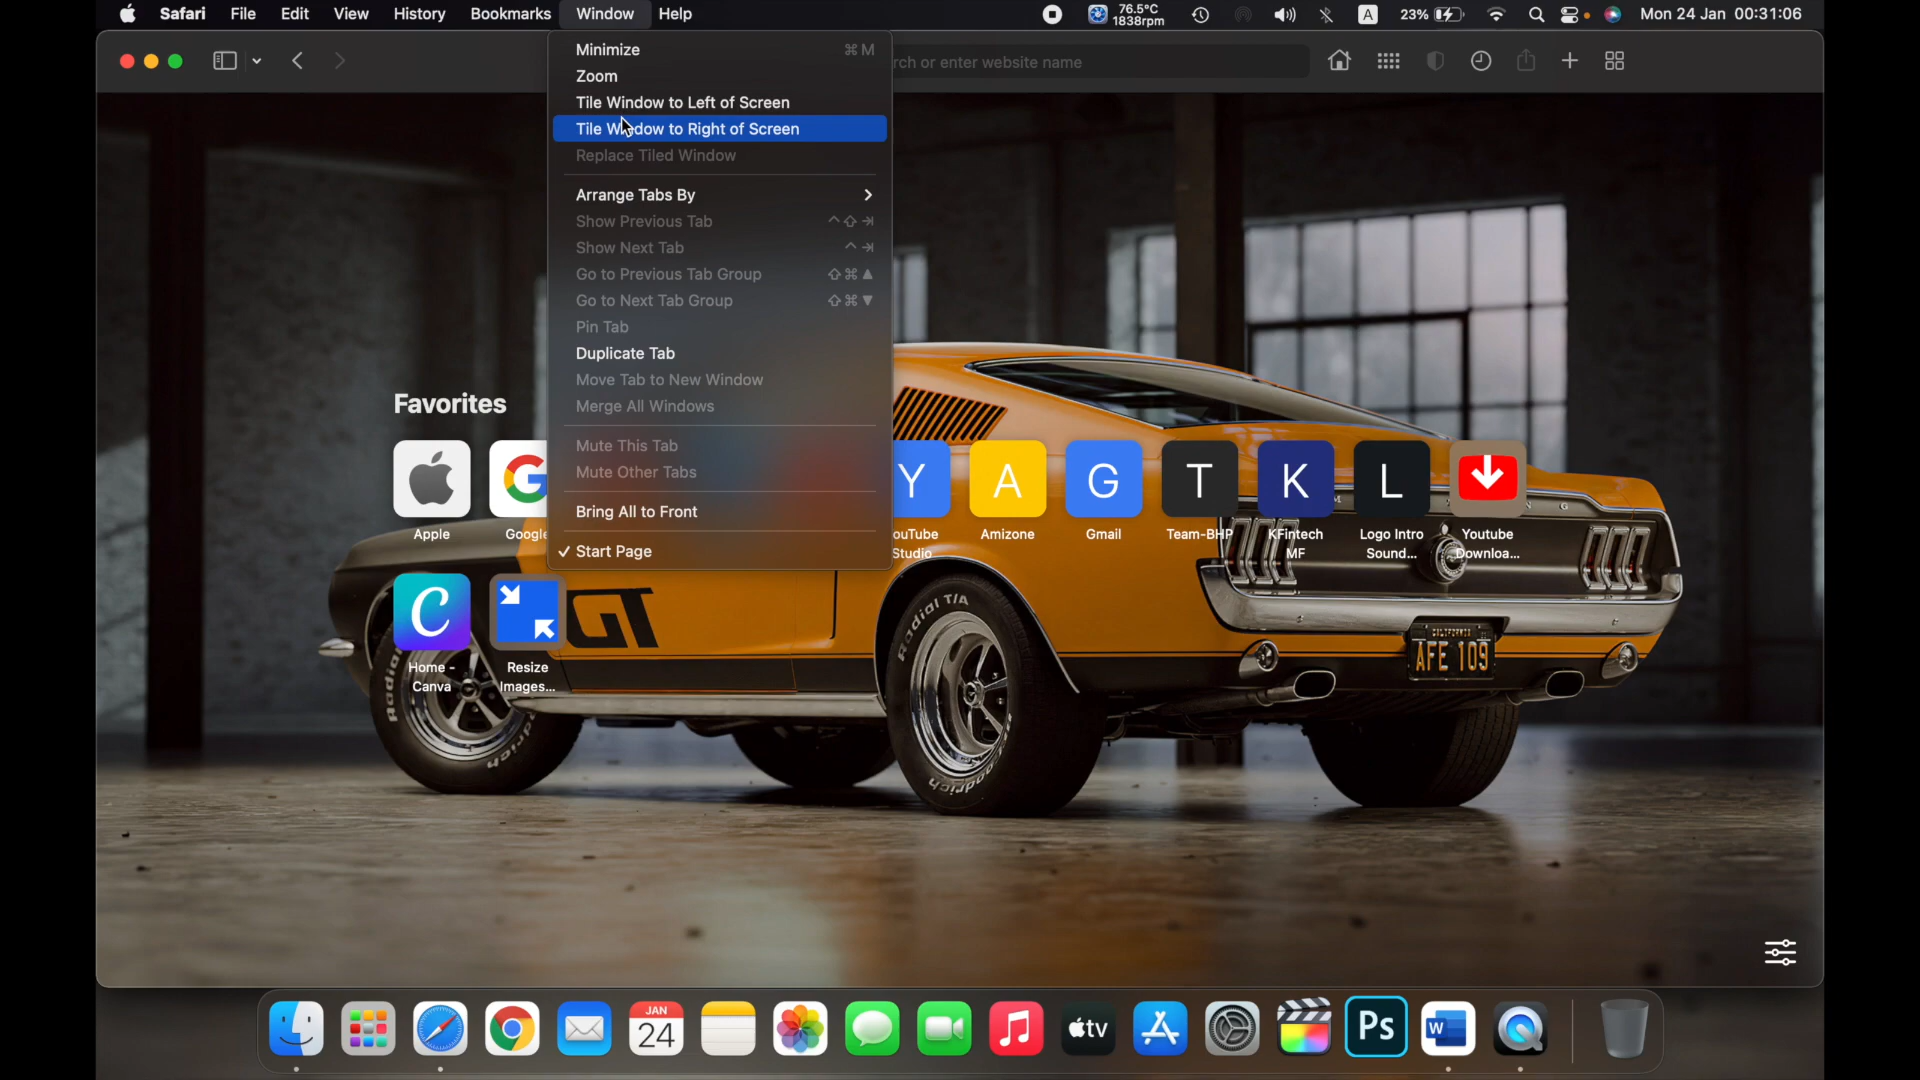 Safari File Edit View History Bookmarks Window Help
76.5°C
1838rpm
A
23%
Mon 24 Jan 00:31:06
rch or enter website name
Minimize ⌘M
Zoom
Tile Window to Left of Screen
Tile Window to Right of Screen
Replace Tiled Window
Arrange Tabs By
Show Previous Tab
Show Next Tab
Go to Previous Tab Group
Go to Next Tab Group
Pin Tab
Duplicate Tab
Move Tab to New Window
Merge All Windows
Mute This Tab
Mute Other Tabs
Bring All to Front
✓ Start Page
Favorites
Y A G T K L
Apple
Google
ouTube
Studio
Amizone
Gmail
Team-BHP
KFintech
MF
Logo Intro
Sound...
Youtube
Downloa...
C
Home -
Canva
Resize
Images...
GT
Radial T/A
CALIFORNIA
AFE 109
JAN
24
tv
Ps
W